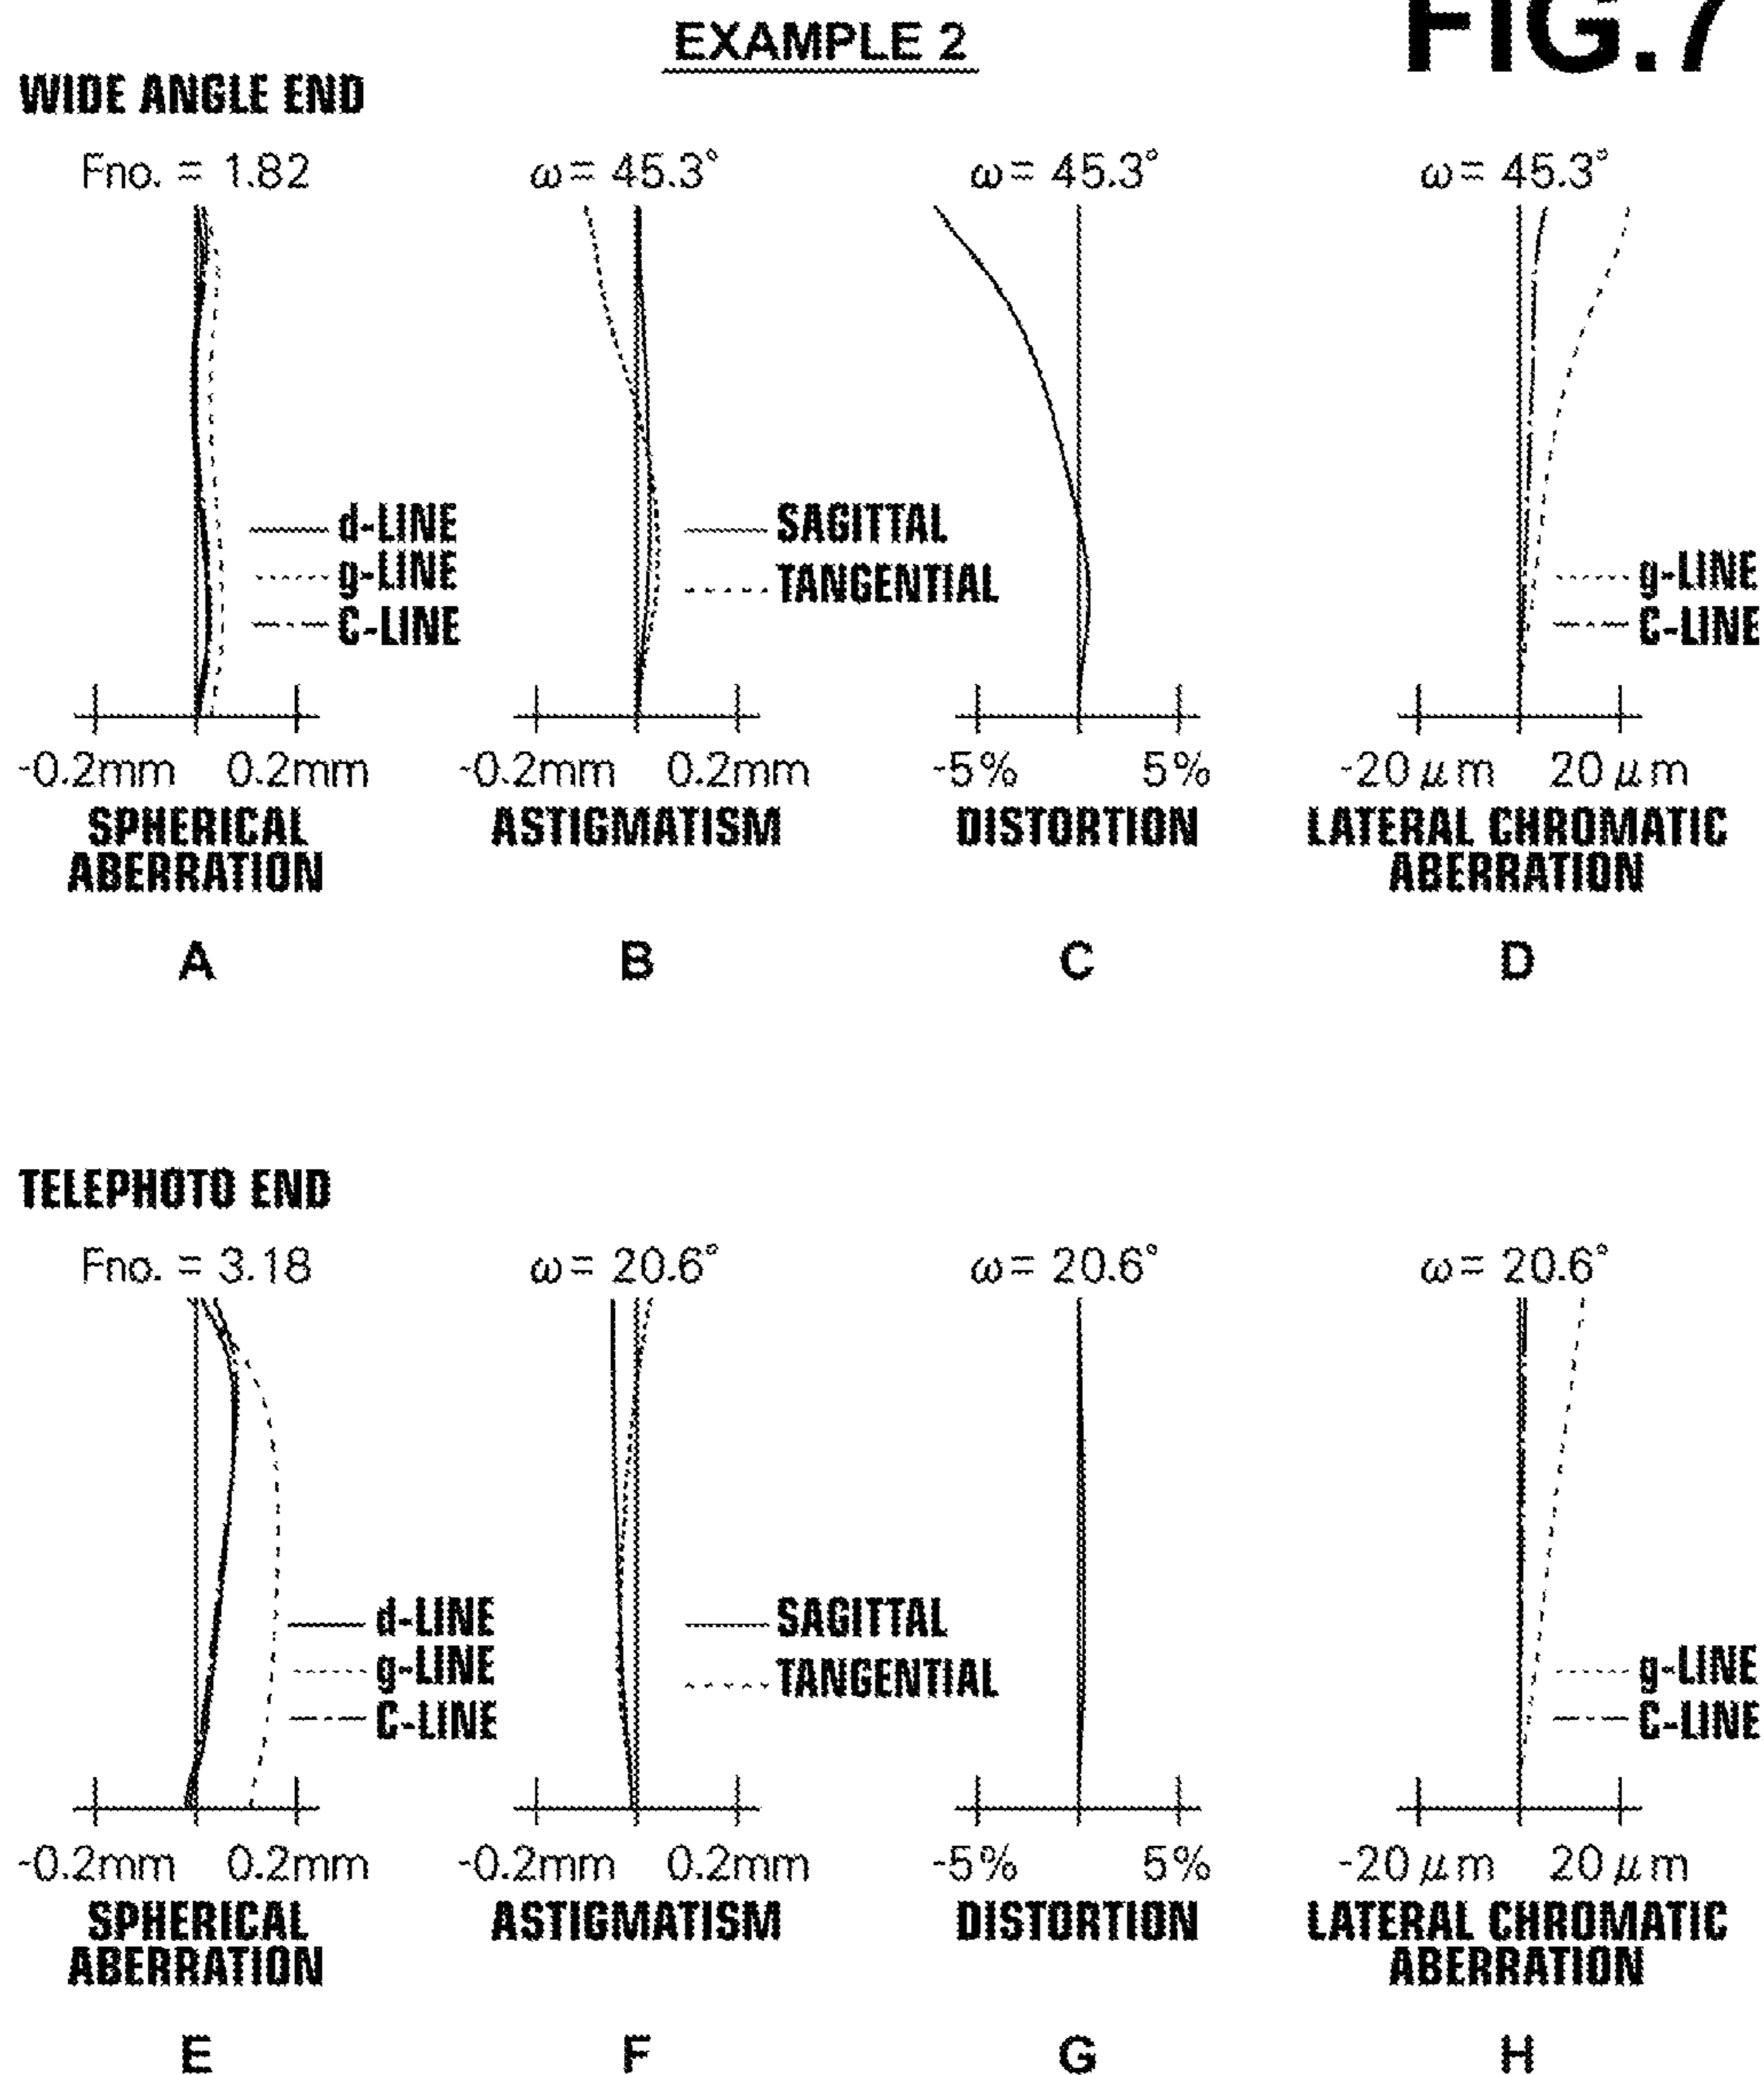 EXAMPLE 2
FIG.7
WIDE ANGLE END
Fno. = 1.82
ω = 45.3°
ω = 45.3°
ω = 45.3°
d-LINE
g-LINE
C-LINE
SAGITTAL
TANGENTIAL
g-LINE
C-LINE
-0.2mm 0.2mm
-0.2mm 0.2mm
-5% 5%
-20 μm 20 μm
SPHERICAL
ABERRATION
ASTIGMATISM
DISTORTION
LATERAL CHROMATIC
ABERRATION
A
B
C
D
TELEPHOTO END
Fno. = 3.18
ω = 20.6°
ω = 20.6°
ω = 20.6°
d-LINE
g-LINE
C-LINE
SAGITTAL
TANGENTIAL
g-LINE
C-LINE
-0.2mm 0.2mm
-0.2mm 0.2mm
-5% 5%
-20 μm 20 μm
SPHERICAL
ABERRATION
ASTIGMATISM
DISTORTION
LATERAL CHROMATIC
ABERRATION
E
F
G
H